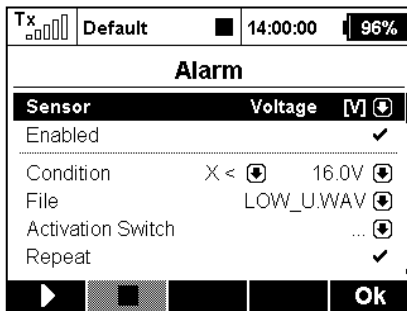 Tx Default 14:00:00 96%
Alarm
Sensor Voltage [V]
Enabled
Condition X < 16.0V
File LOW_U.WAV
Activation Switch ...
Repeat
Ok